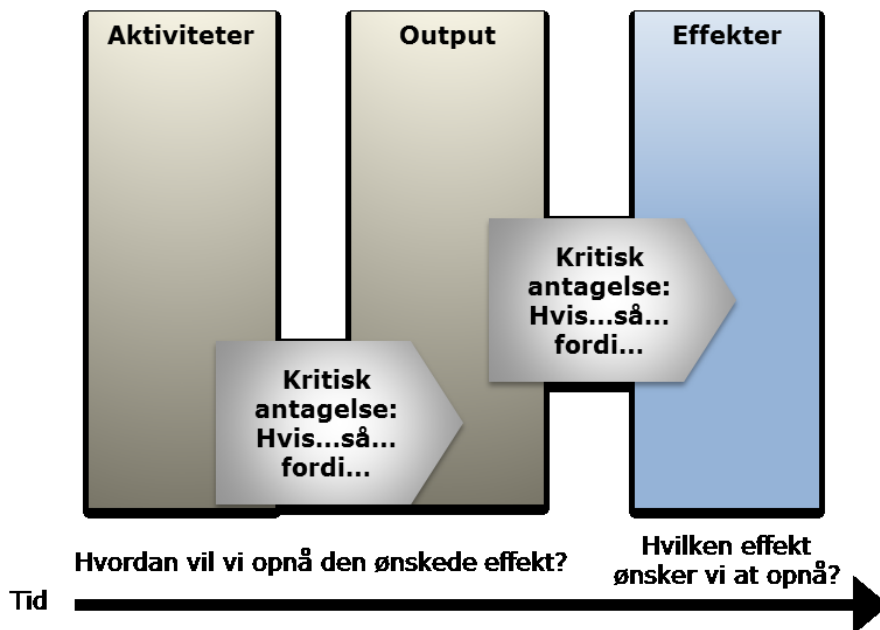 Aktiviteter
Output
Effekter
Kritisk
antagelse:
Hvis...så...
fordi...
Kritisk
antagelse:
Hvis...så...
fordi...
Hvordan vil vi opnå den ønskede effekt?
Hvilken effekt
ønsker vi at opnå?
Tid